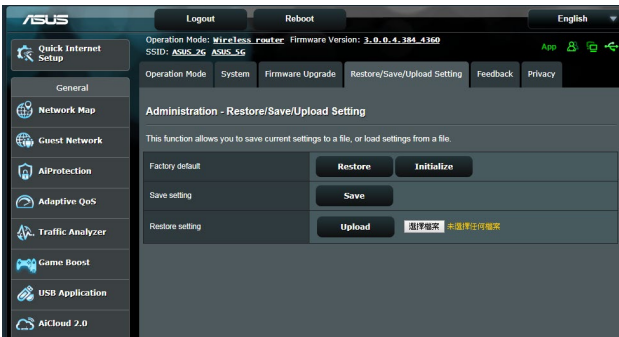 ASUS Logout Reboot English
Operation Mode: Wireless router Firmware Version: 3.0.0.4.384_4360
SSID: ASUS_2G ASUS_5G
App
Quick Internet Setup
General
Network Map
Guest Network
AiProtection
Adaptive QoS
Traffic Analyzer
Game Boost
USB Application
AiCloud 2.0
Operation Mode System Firmware Upgrade Restore/Save/Upload Setting Feedback Privacy
Administration - Restore/Save/Upload Setting
This function allows you to save current settings to a file, or load settings from a file.
Factory default Restore Initialize
Save setting Save
Restore setting Upload 選擇檔案 未選擇任何檔案